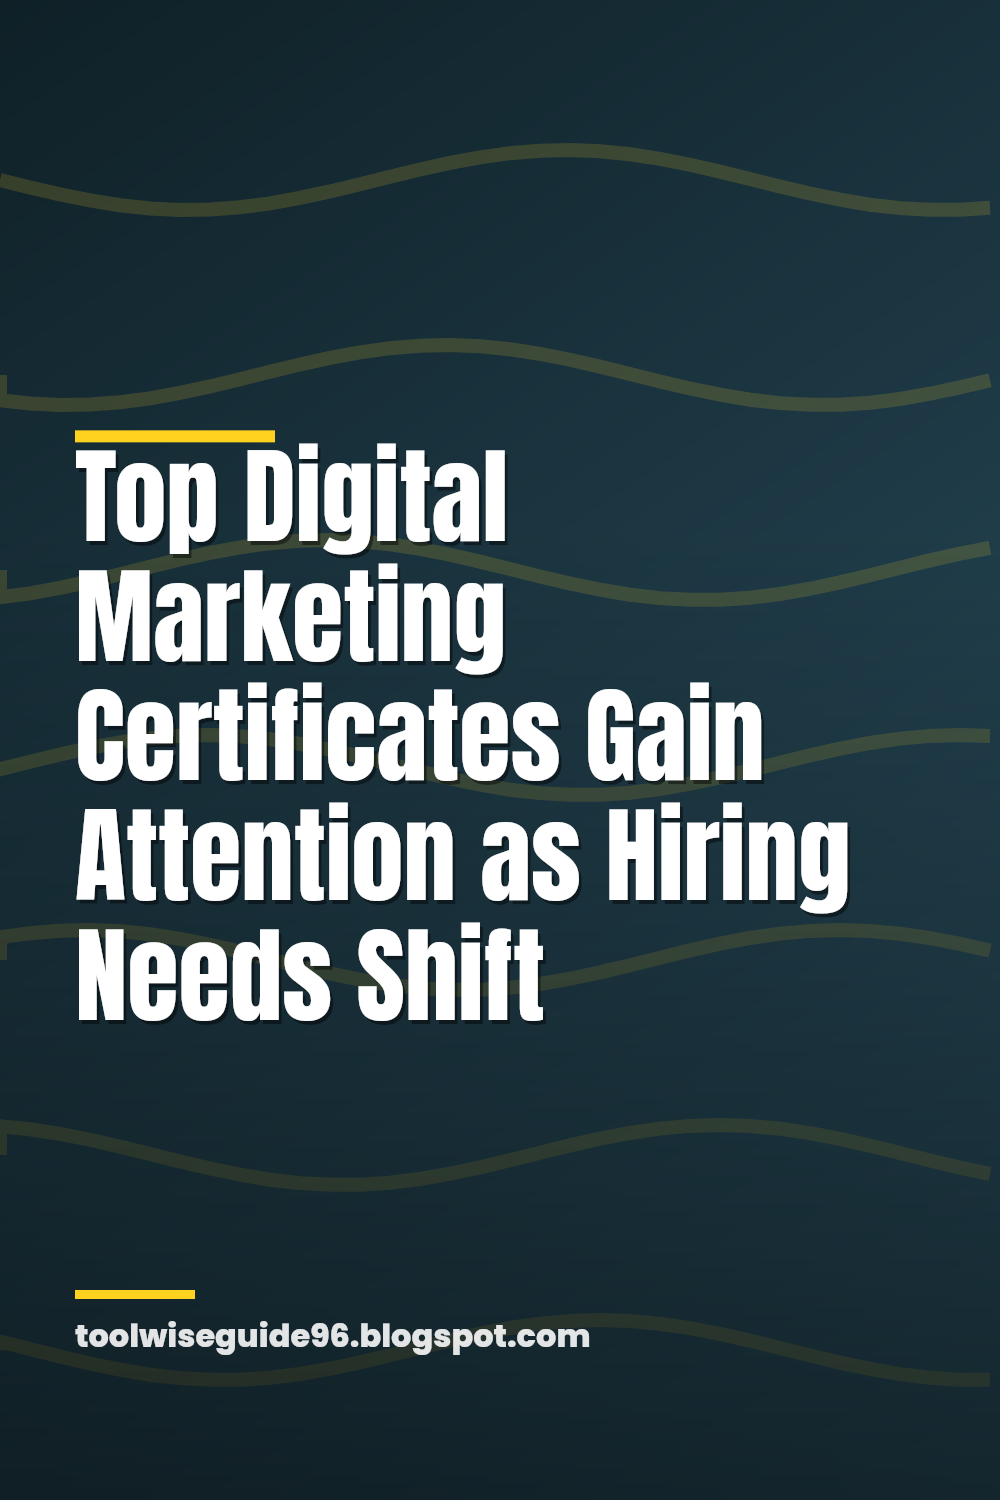 Top Digital
Marketing
Certificates Gain
Attention as Hiring
Needs Shift
toolwiseguide96.blogspot.com